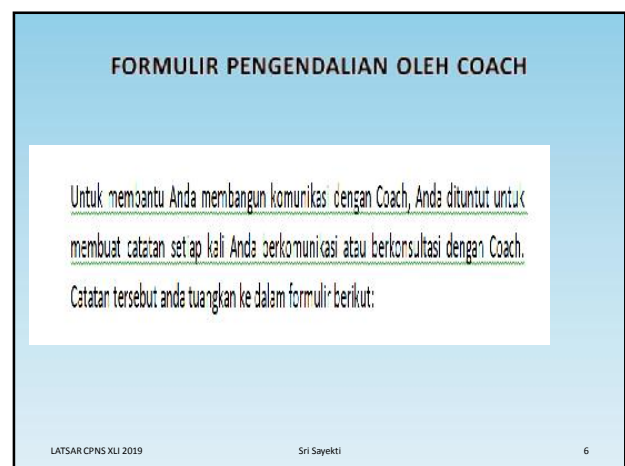 FORMULIR PENGENDALIAN OLEH COACH
Untuk membantu Anda membangun komunikasi dengan Coach, Anda dituntut untuk
membuat catatan setiap kali Anda berkomunikasi atau berkonsultasi dengan Coach.
Catatan tersebut anda tuangkan ke dalam formulir berikut:
LATSAR CPNS XLI 2019 Sri Sayekti 6